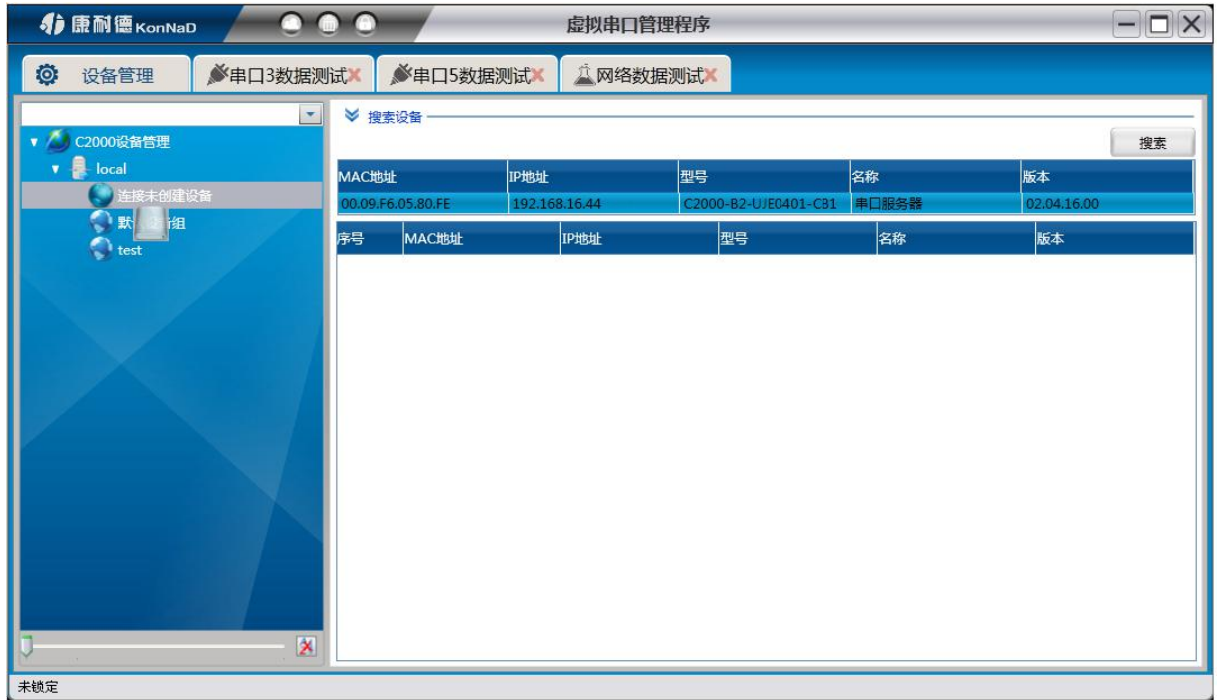 康耐德 KonNaD
虚拟串口管理程序
设备管理
串口3数据测试
串口5数据测试
网络数据测试
C2000设备管理
local
连接未创建设备
默 组
test
搜索设备
搜索
MAC地址 IP地址 型号 名称 版本
00.09.F6.05.80.FE 192.168.16.44 C2000-B2-UJE0401-CB1 串口服务器 02.04.16.00
序号 MAC地址 IP地址 型号 名称 版本
未锁定